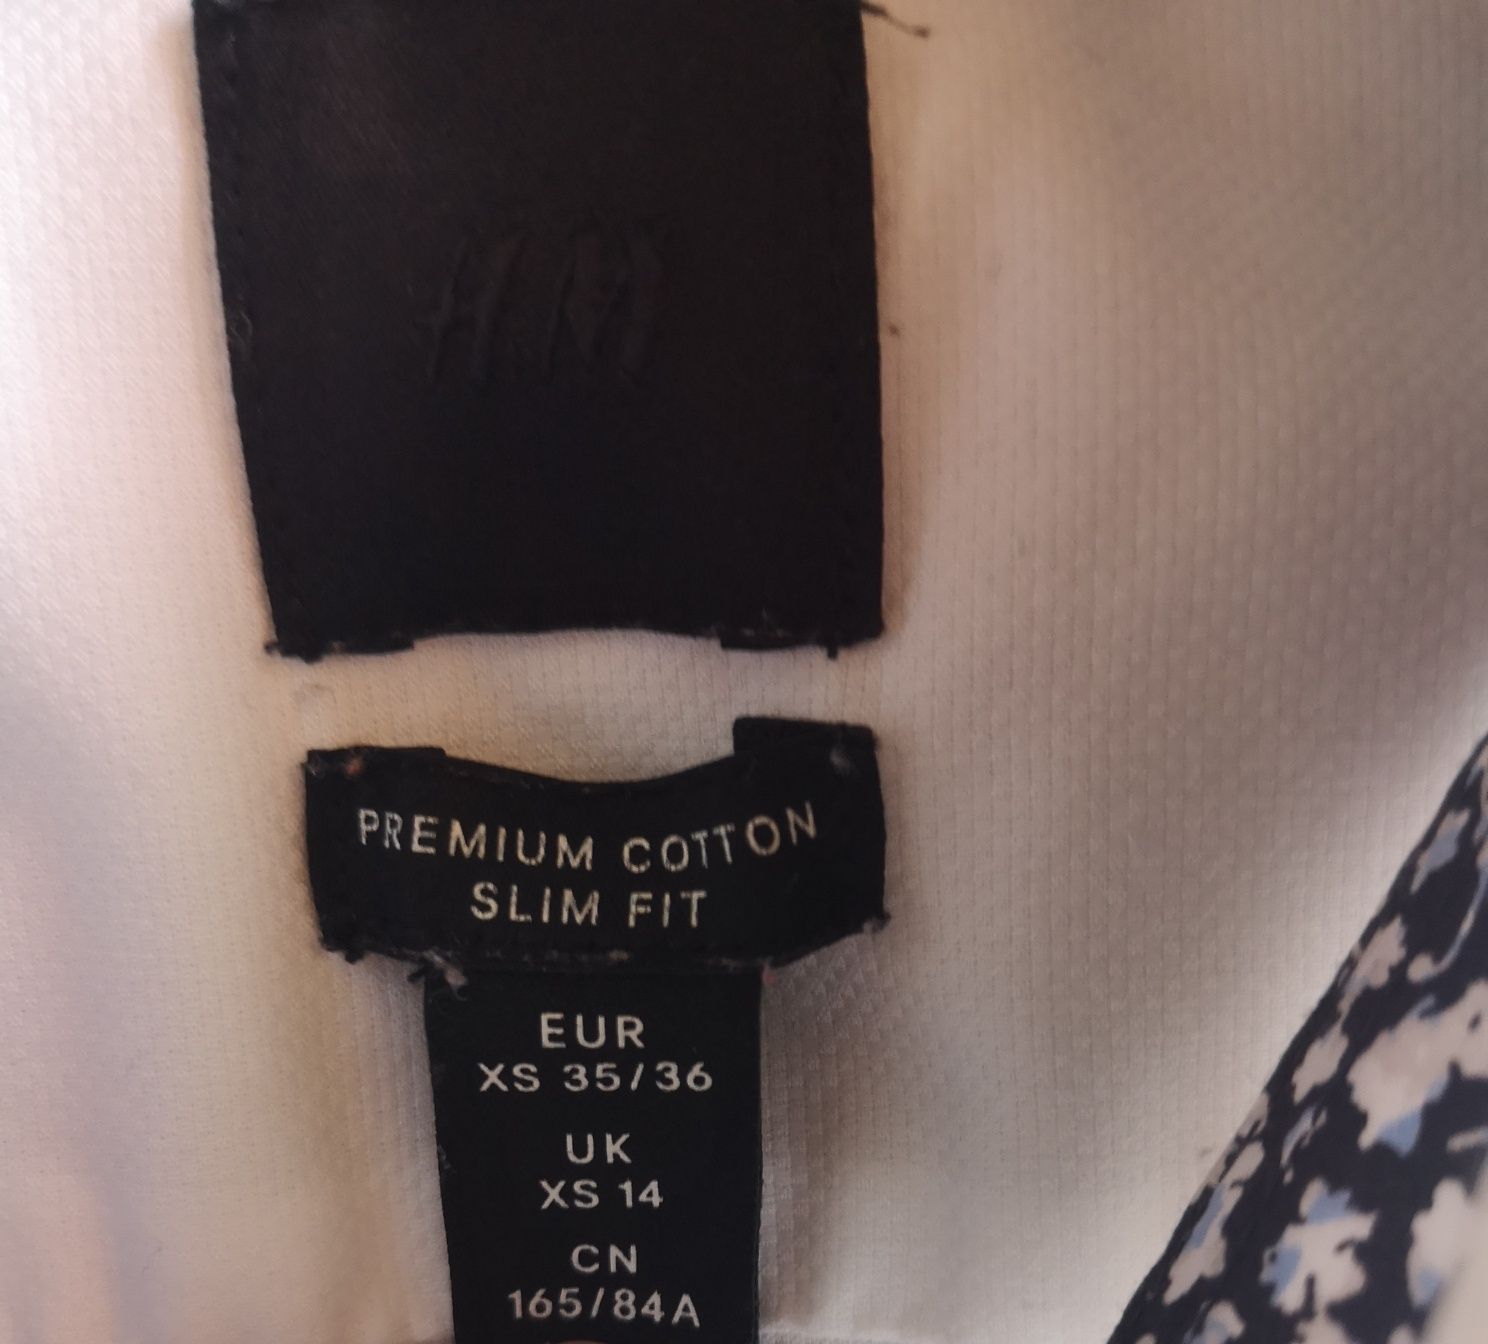 H&M
PREMIUM COTTON
SLIM FIT
EUR
XS 35/36
UK
XS 14
CN
165/84A